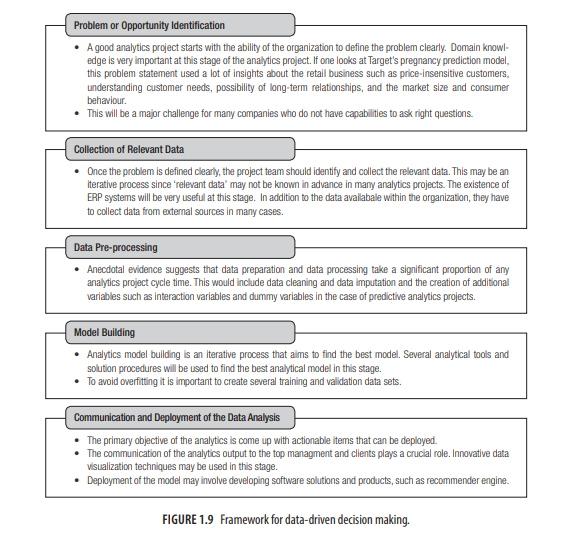 Problem or Opportunity Identification
• A good analytics project starts with the ability of the organization to define the problem clearly. Domain knowl-
edge is very important at this stage of the analytics project. If one looks at Target's pregnancy prediction model,
this problem statement used a lot of insights about the retail business such as price-insensitive customers,
understanding customer needs, possibility of long-term relationships, and the market size and consumer
behaviour.
• This will be a major challenge for many companies who do not have capabilities to ask right questions.
Collection of Relevant Data
• Once the problem is defined clearly, the project team should identify and collect the relevant data. This may be an
iterative process since 'relevant data' may not be known in advance in many analytics projects. The existence of
ERP systems will be very useful at this stage. In addition to the data availabale within the organization, they have
to collect data from external sources in many cases.
Data Pre-processing
• Anecdotal evidence suggests that data preparation and data processing take a significant proportion of any
analytics project cycle time. This would include data cleaning and data imputation and the creation of additional
variables such as interaction variables and dummy variables in the case of predictive analytics projects.
Model Building
• Analytics model building is an iterative process that aims to find the best model. Several analytical tools and
solution procedures will be used to find the best analytical model in this stage.
• To avoid overfitting it is important to create several training and validation data sets.
Communication and Deployment of the Data Analysis
• The primary objective of the analytics is come up with actionable items that can be deployed.
• The communication of the analytics output to the top managment and clients plays a crucial role. Innovative data
visualization techniques may be used in this stage.
• Deployment of the model may involve developing software solutions and products, such as recommender engine.
FIGURE 1.9 Framework for data-driven decision making.